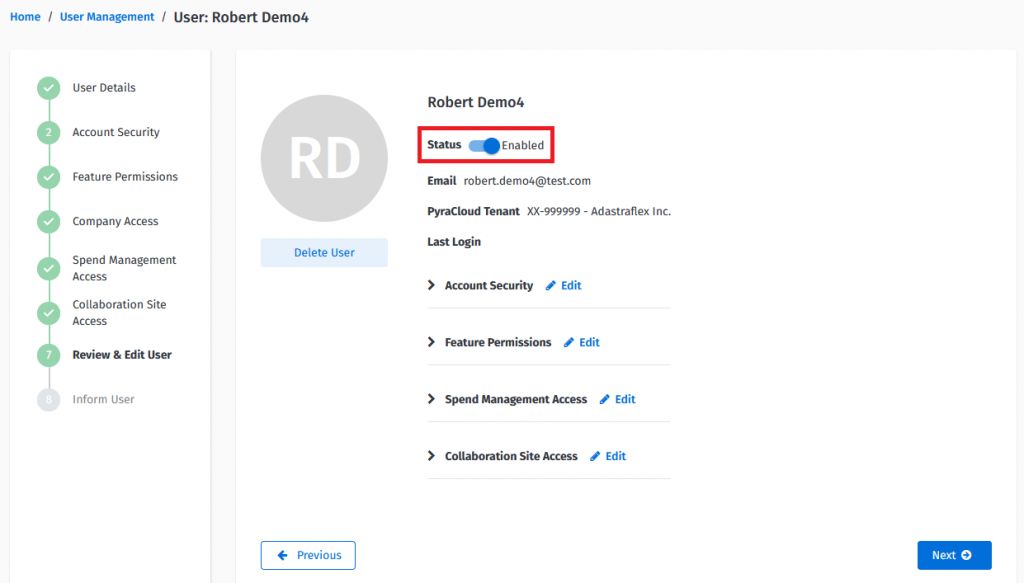 Home / User Management / User: Robert Demo4
User Details
2 Account Security
Feature Permissions
Company Access
Spend Management
Access
Collaboration Site
Access
7 Review & Edit User
8 Inform User
RD
Delete User
Robert Demo4
Status Enabled
Email robert.demo4@test.com
PyraCloud Tenant XX-999999 - Adastraflex Inc.
Last Login
Account Security Edit
Feature Permissions Edit
Spend Management Access Edit
Collaboration Site Access Edit
Previous
Next